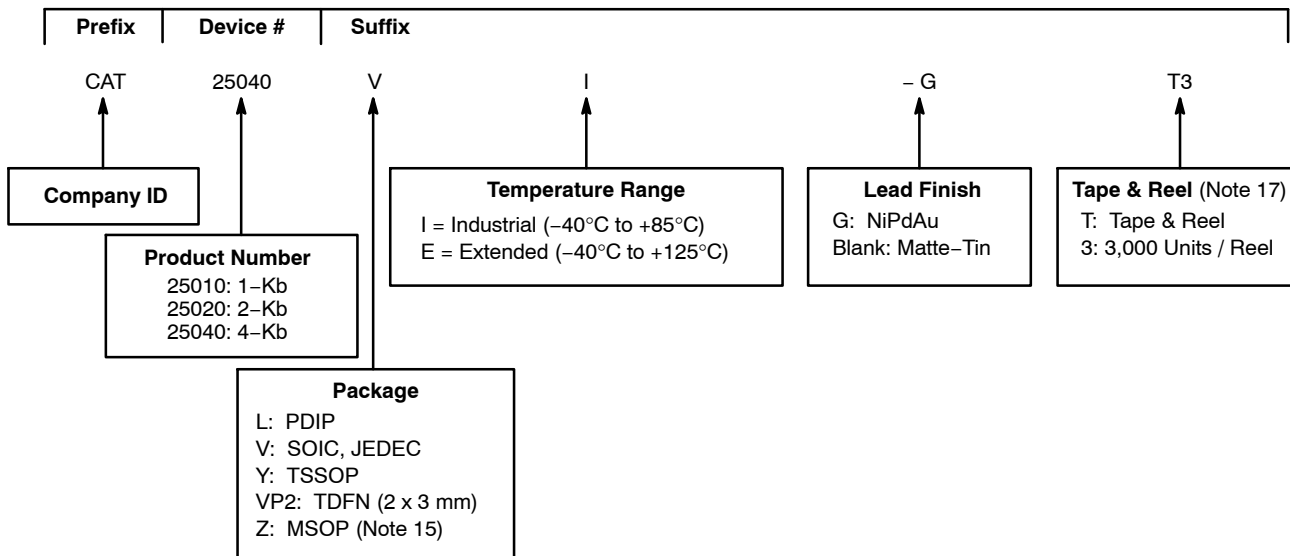 Prefix Device # Suffix
CAT 25040 V I – G T3
Company ID
Product Number
25010: 1–Kb
25020: 2–Kb
25040: 4–Kb
Package
L: PDIP
V: SOIC, JEDEC
Y: TSSOP
VP2: TDFN (2 x 3 mm)
Z: MSOP (Note 15)
Temperature Range
I = Industrial (–40°C to +85°C)
E = Extended (–40°C to +125°C)
Lead Finish
G: NiPdAu
Blank: Matte–Tin
Tape & Reel (Note 17)
T: Tape & Reel
3: 3,000 Units / Reel